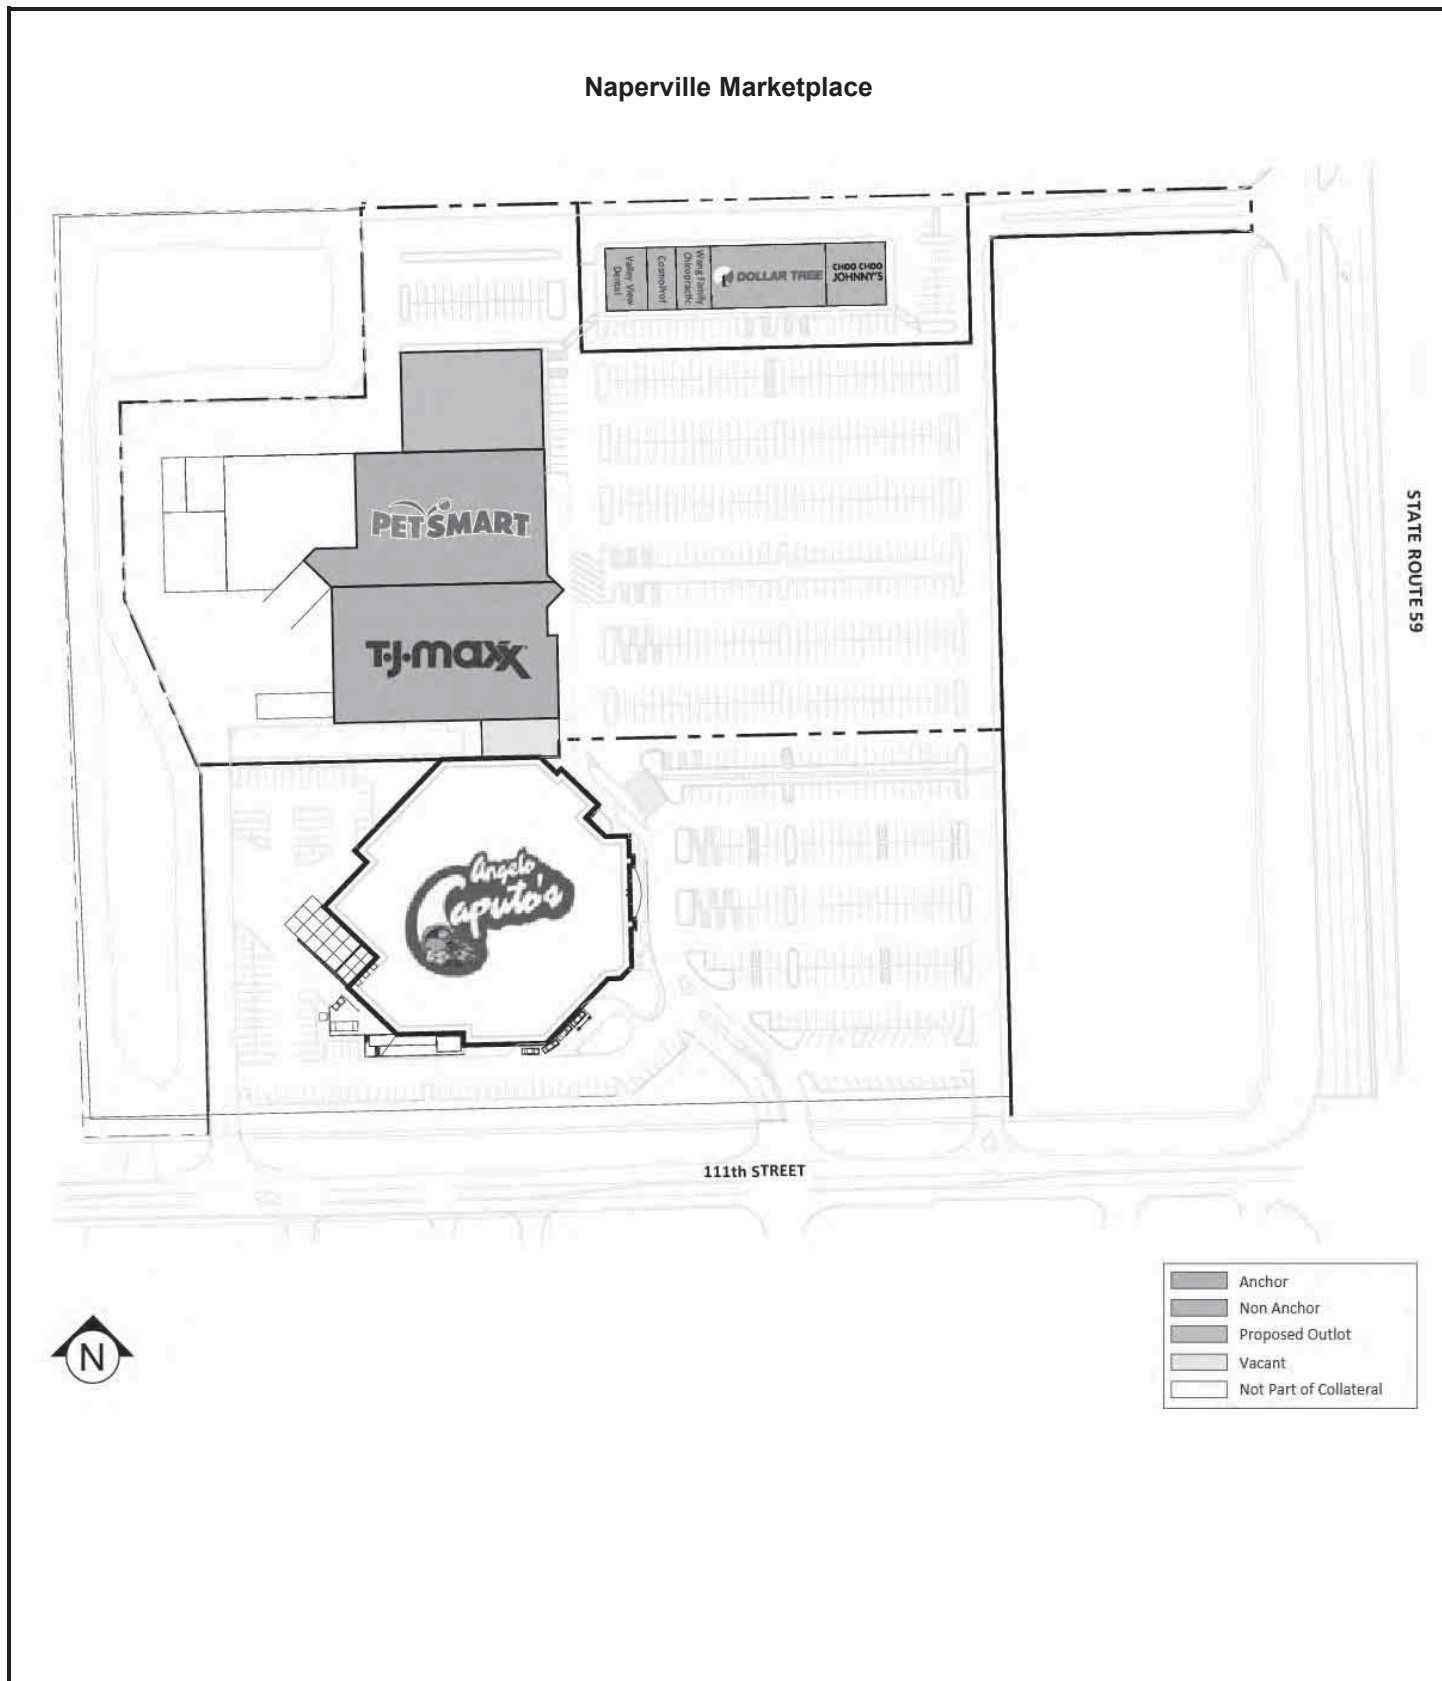 Naperville Marketplace
Valley View
Dental
CosmoProf
Wang Family
Chiropractic
DOLLAR TREE
CHOO CHOO
JOHNNY'S
PETSMART
T·J·maxx
Angelo
Caputo's
STATE ROUTE 59
111th STREET
N
Anchor
Non Anchor
Proposed Outlot
Vacant
Not Part of Collateral